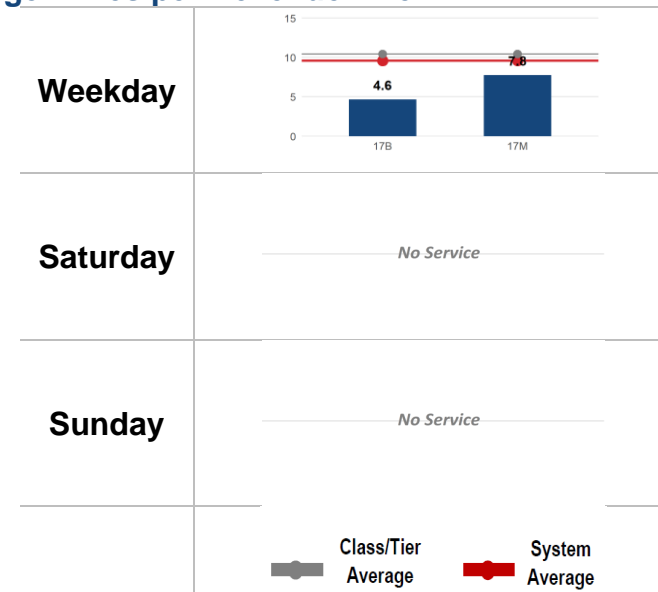 Weekday
15
10
5
0
4.6
7.8
17B
17M
Saturday
No Service
Sunday
No Service
Class/Tier
Average
System
Average